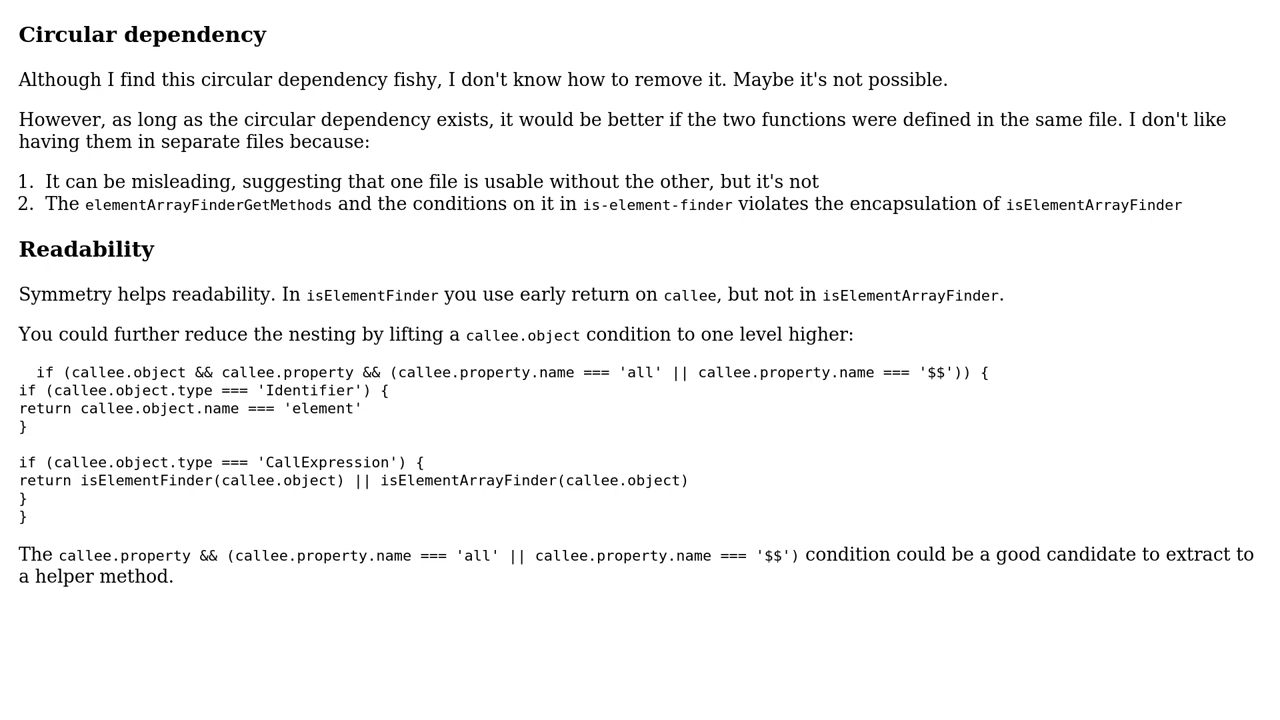 Circular dependency
Although I find this circular dependency fishy, I don't know how to remove it. Maybe it's not possible.
However, as long as the circular dependency exists, it would be better if the two functions were defined in the same file. I don't like
having them in separate files because:
1. It can be misleading, suggesting that one file is usable without the other, but it's not
2. The elementArrayFinderGetMethods and the conditions on it in is-element-finder violates the encapsulation of isElementArrayFinder
Readability
Symmetry helps readability. In isElementFinder you use early return on callee, but not in isElementArrayFinder.
You could further reduce the nesting by lifting a callee.object condition to one level higher:
if (callee.object && callee.property && (callee.property.name === 'all' || callee.property.name === '$$')) {
if (callee.object.type === 'Identifier') {
return callee.object.name === 'element'
}
if (callee.object.type === 'CallExpression') {
return isElementFinder(callee.object) || isElementArrayFinder(callee.object)
}
}
The callee.property && (callee.property.name === 'all' || callee.property.name === '$$') condition could be a good candidate to extract to
a helper method.